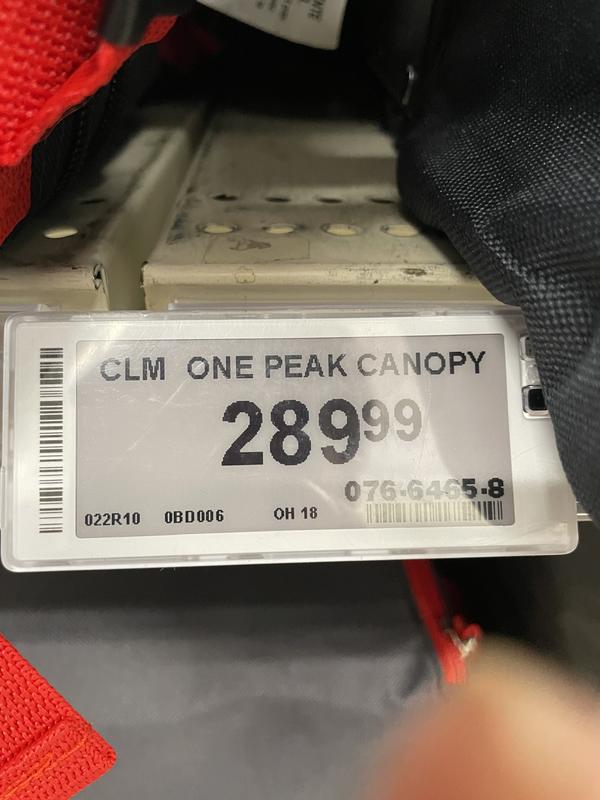 CLM ONE PEAK CANOPY
289⁹⁹
076-6465-8
022R10 0BD006 OH 18